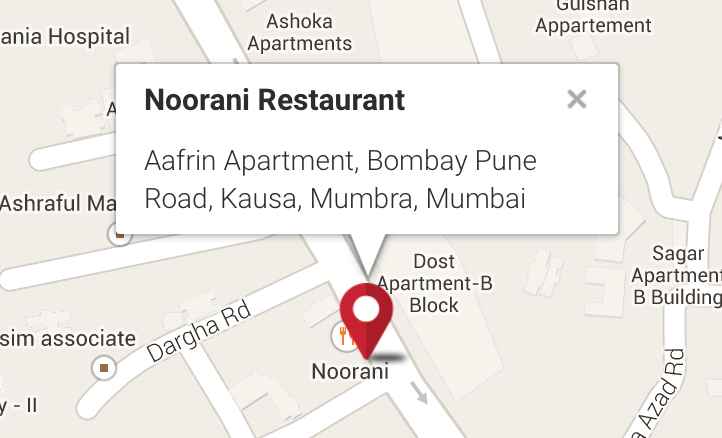 ania Hospital
Ashoka
Apartments
Gulshan
Appartement
A
Noorani Restaurant
×
Aafrin Apartment, Bombay Pune
Road, Kausa, Mumbra, Mumbai
Ashraful Ma
Dost
Apartment-B
Block
Sagar
Apartment
B Building
sim associate
Dargha Rd
Noorani
y - II
a Azad Rd